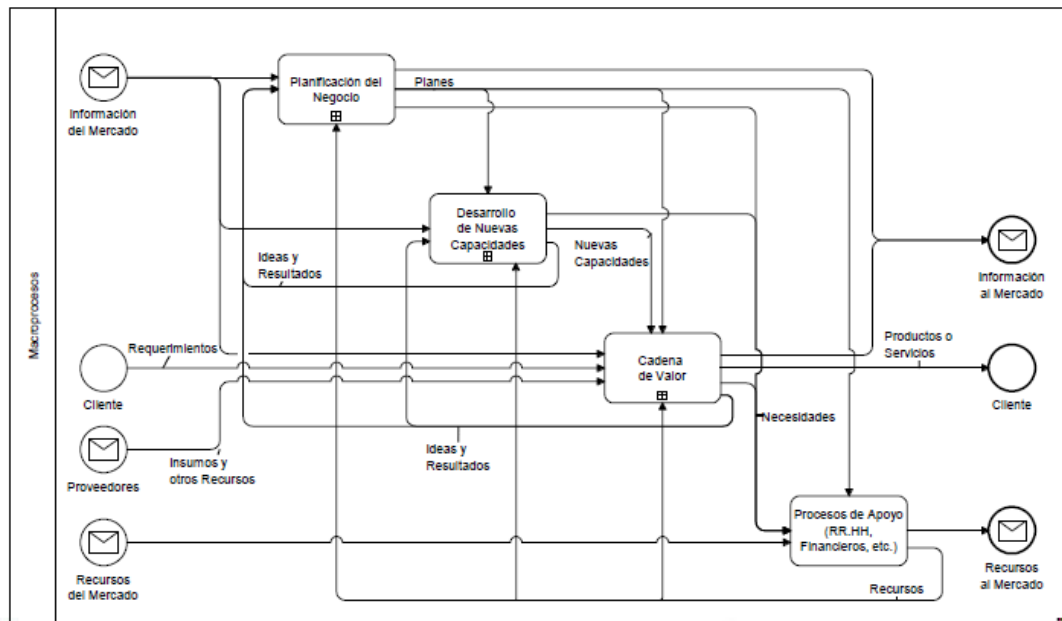 Macroprocesos
Información
del Mercado
Planificación del
Negocio
Planes
Desarrollo
de Nuevas
Capacidades
Ideas y
Resultados
Nuevas
Capacidades
Información
al Mercado
Requerimientos
Cliente
Cadena
de Valor
Productos o
Servicios
Cliente
Proveedores
Insumos y
otros Recursos
Ideas y
Resultados
Necesidades
Recursos
del Mercado
Procesos de Apoyo
(RR.HH,
Financieros, etc.)
Recursos
Recursos
al Mercado